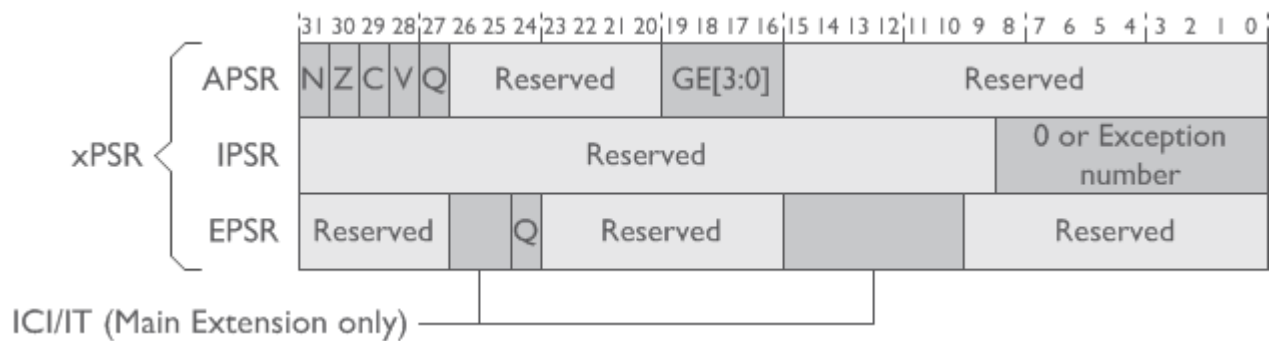 31 30 29 28 27 26 25 24 23 22 21 20 19 18 17 16 15 14 13 12 11 10 9 8 7 6 5 4 3 2 1 0
APSR N Z C V Q Reserved GE[3:0] Reserved
xPSR IPSR Reserved 0 or Exception
number
EPSR Reserved Q Reserved Reserved
ICI/IT (Main Extension only)